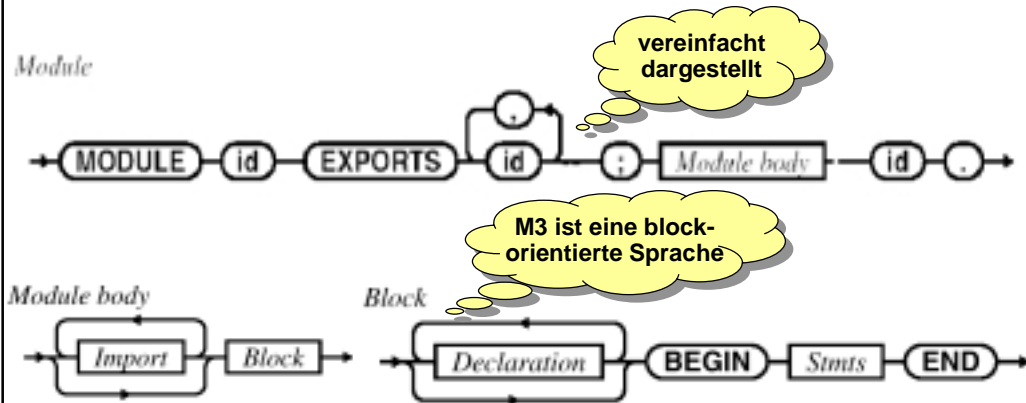 vereinfacht
dargestellt
Module
,
MODULE id EXPORTS id ; Module body id .
M3 ist eine block-
orientierte Sprache
Module body Block
Import Block Declaration BEGIN Stmts END